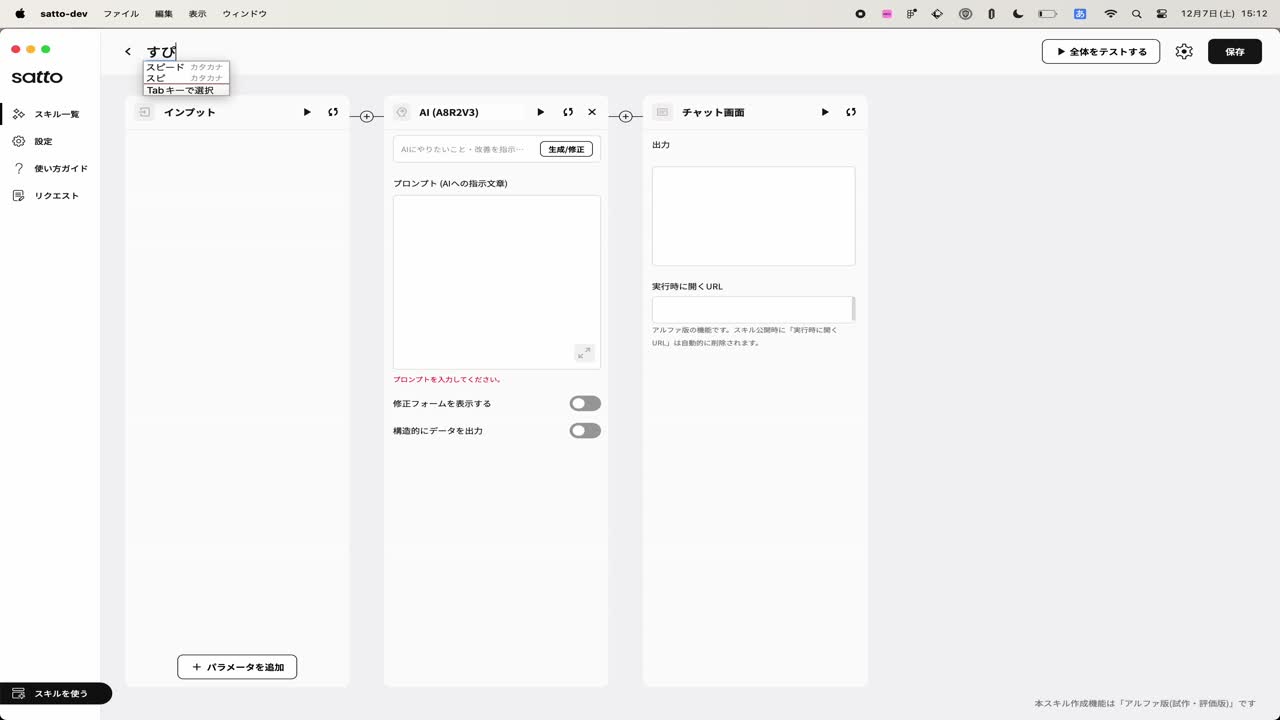 satto-dev ファイル 編集 表示 ウィンドウ
あ 12月7日(土) 15:12
satto
スキル一覧
設定
使い方ガイド
リクエスト
スキルを使う
すぴ
スピード カタカナ
スピ カタカナ
Tabキーで選択
全体をテストする
保存
インプット
パラメータを追加
AI (A8R2V3)
AIにやりたいこと・改善を指示…
生成/修正
プロンプト (AIへの指示文章)
プロンプトを入力してください。
修正フォームを表示する
構造的にデータを出力
チャット画面
出力
実行時に開くURL
アルファ版の機能です。スキル公開時に「実行時に開く
URL」は自動的に削除されます。
本スキル作成機能は「アルファ版(試作・評価版)」です